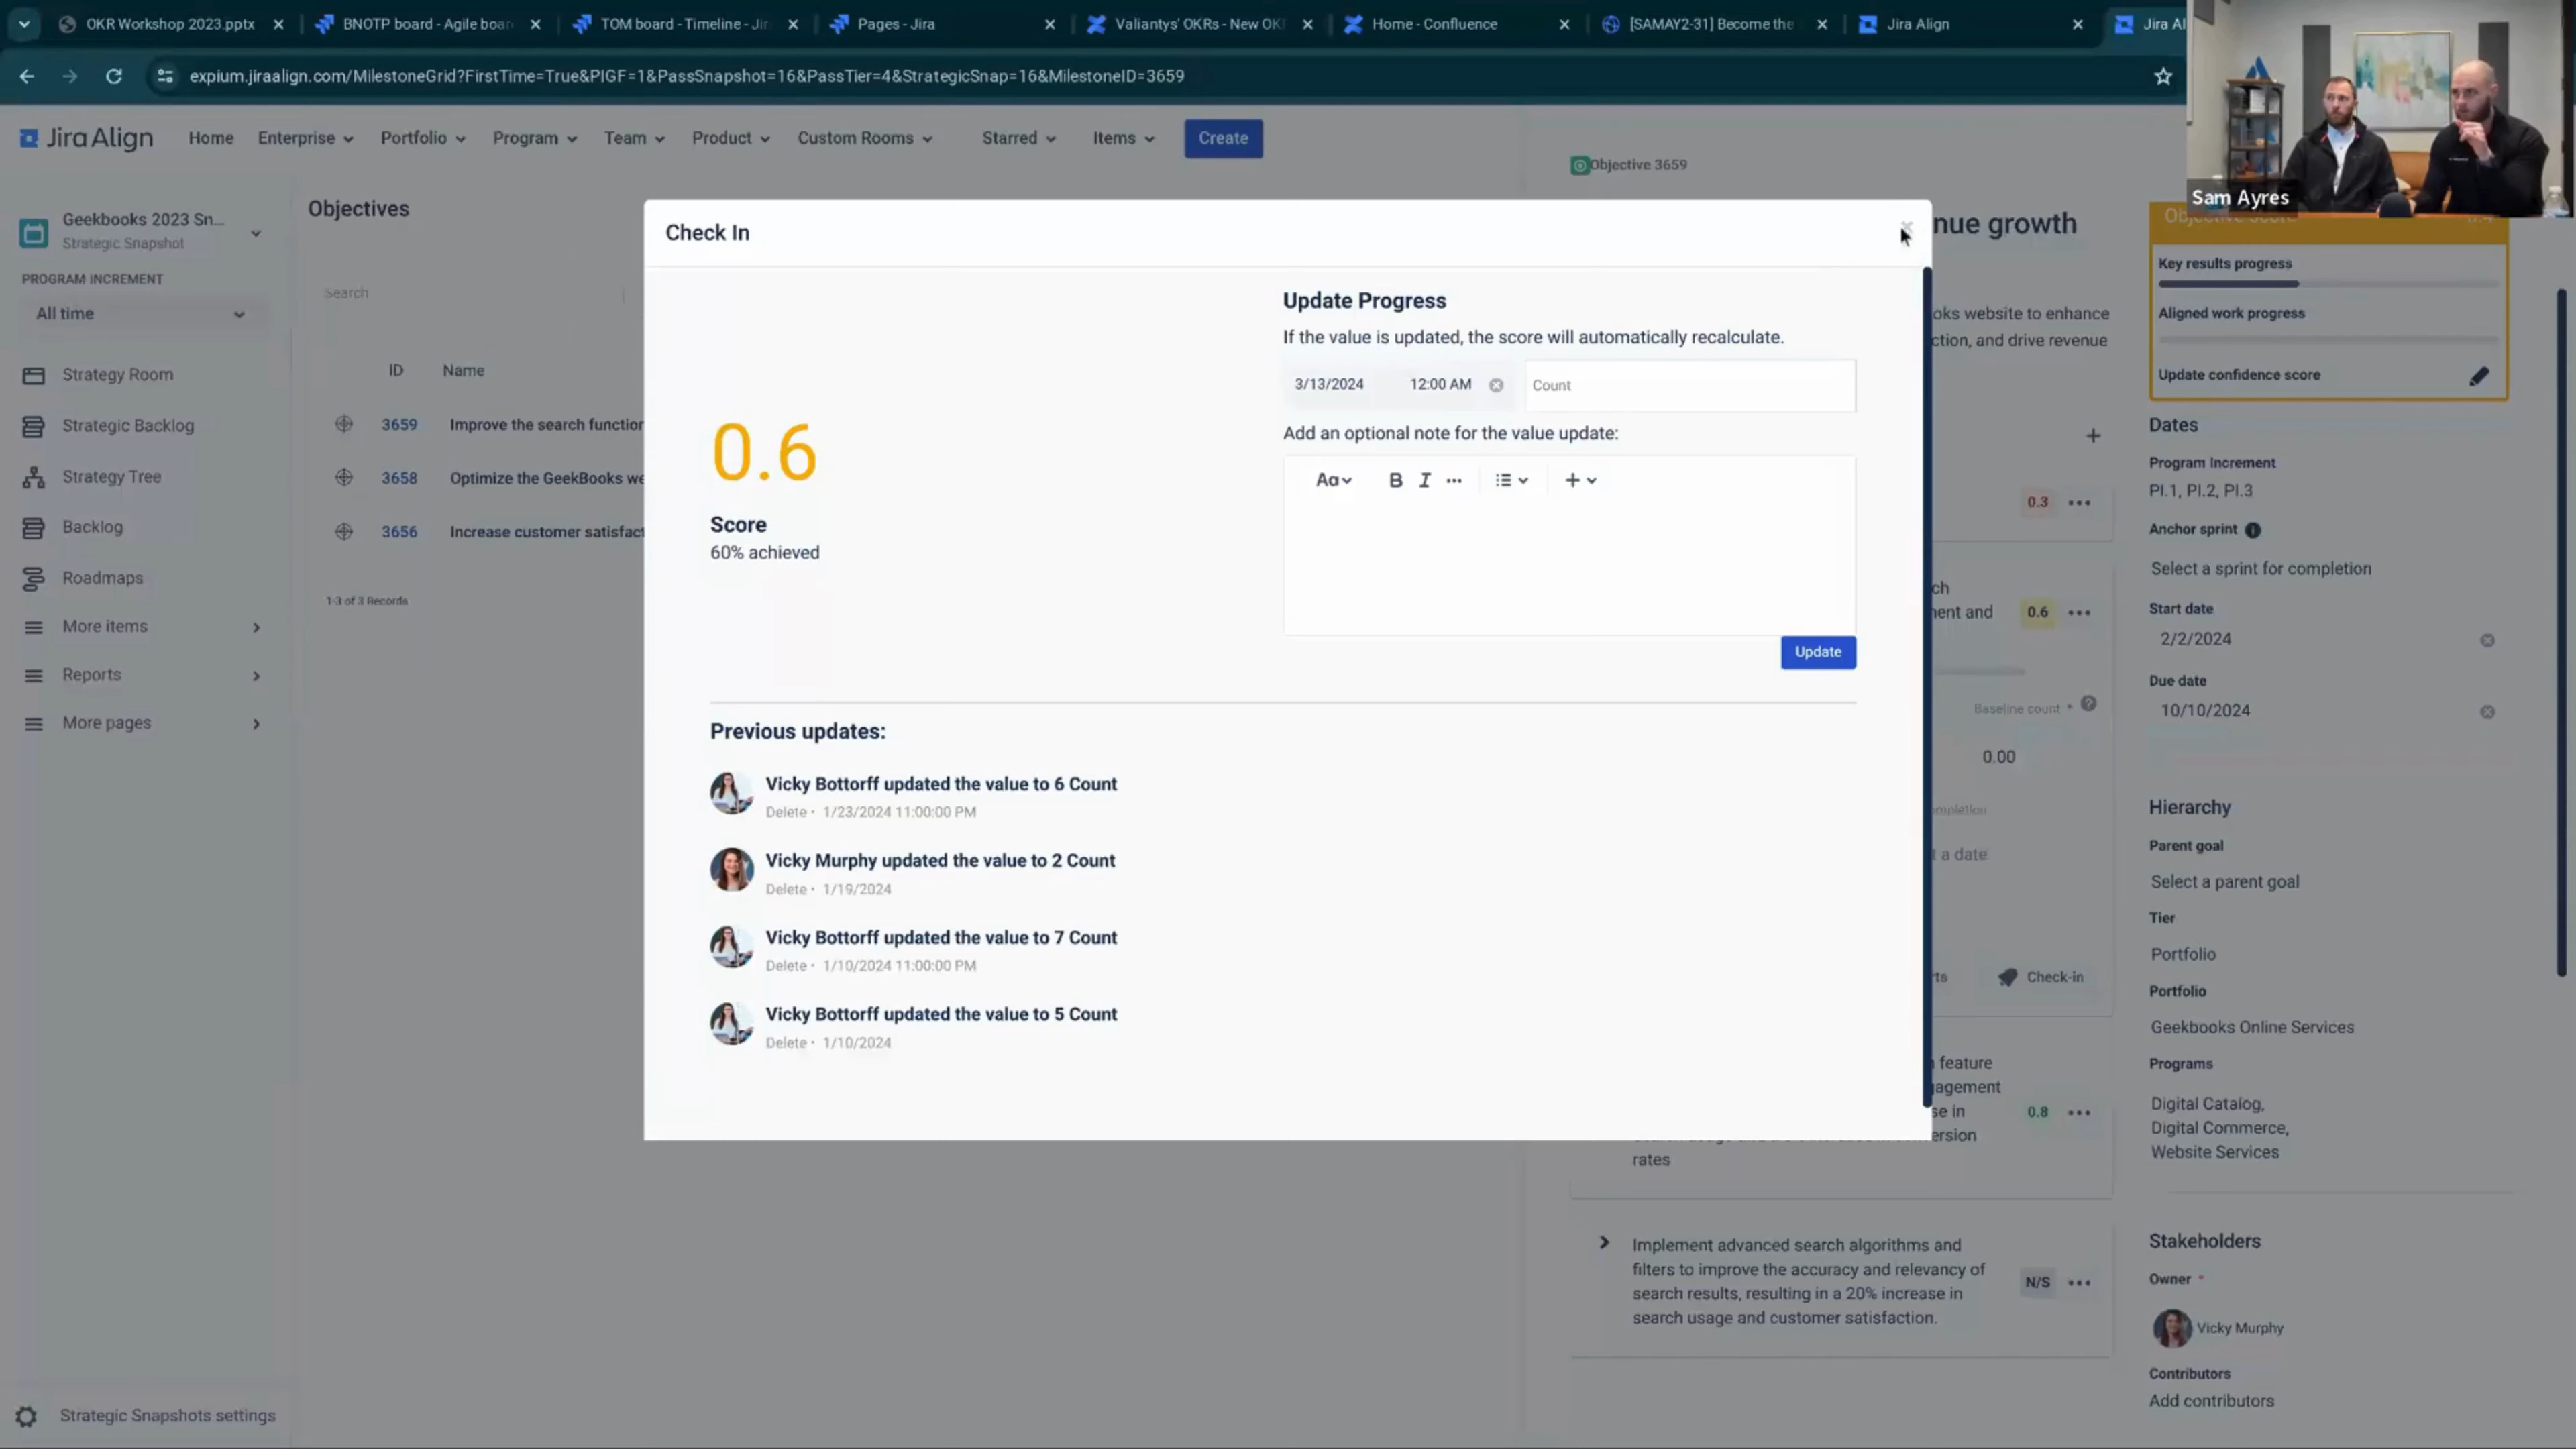 OKR Workshop 2023.pptx
BNOTP board - Agile boar
TOM board - Timeline - Jir
Pages - Jira
Valiantys' OKRs - New OK
Home - Confluence
[SAMAY2-31] Become the
Jira Align
Jira Al
expium.jiraalign.com/MilestoneGrid?FirstTime=True&PIGF=1&PassSnapshot=16&PassTier=4&StrategicSnap=16&MilestoneID=3659
Sam Ayres
Jira Align
Home
Enterprise
Portfolio
Program
Team
Product
Custom Rooms
Starred
Items
Create
Geekbooks 2023 Sn...
Strategic Snapshot
PROGRAM INCREMENT
All time
Strategy Room
Strategic Backlog
Strategy Tree
Backlog
Roadmaps
More items
Reports
More pages
Strategic Snapshots settings
Objectives
Search
ID Name
3659 Improve the search function
3658 Optimize the GeekBooks we
3656 Increase customer satisfact
1-3 of 3 Records
Check In
0.6
Score
60% achieved
Update Progress
If the value is updated, the score will automatically recalculate.
3/13/2024 12:00 AM Count
Add an optional note for the value update:
Aa B I ...
Update
Previous updates:
Vicky Bottorff updated the value to 6 Count
Delete • 1/23/2024 11:00:00 PM
Vicky Murphy updated the value to 2 Count
Delete • 1/19/2024
Vicky Bottorff updated the value to 7 Count
Delete • 1/10/2024 11:00:00 PM
Vicky Bottorff updated the value to 5 Count
Delete • 1/10/2024
Objective 3659
nue growth
oks website to enhance
ction, and drive revenue
0.3
ch
nent and
0.6
Baseline count *
0.00
mpletion
t a date
rts
Check-in
feature
agement
se in
0.8
ersion
rates
Implement advanced search algorithms and
filters to improve the accuracy and relevancy of
search results, resulting in a 20% increase in
search usage and customer satisfaction.
N/S
Key results progress
Aligned work progress
Update confidence score
Dates
Program Increment
PI.1, PI.2, PI.3
Anchor sprint
Select a sprint for completion
Start date
2/2/2024
Due date
10/10/2024
Hierarchy
Parent goal
Select a parent goal
Tier
Portfolio
Portfolio
Geekbooks Online Services
Programs
Digital Catalog,
Digital Commerce,
Website Services
Stakeholders
Owner *
Vicky Murphy
Contributors
Add contributors